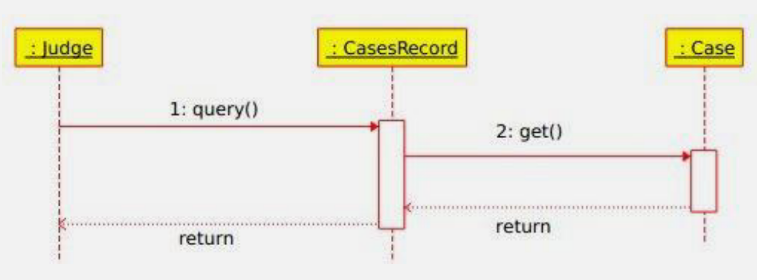 : Judge
: CasesRecord
: Case
1: query()
2: get()
return
return